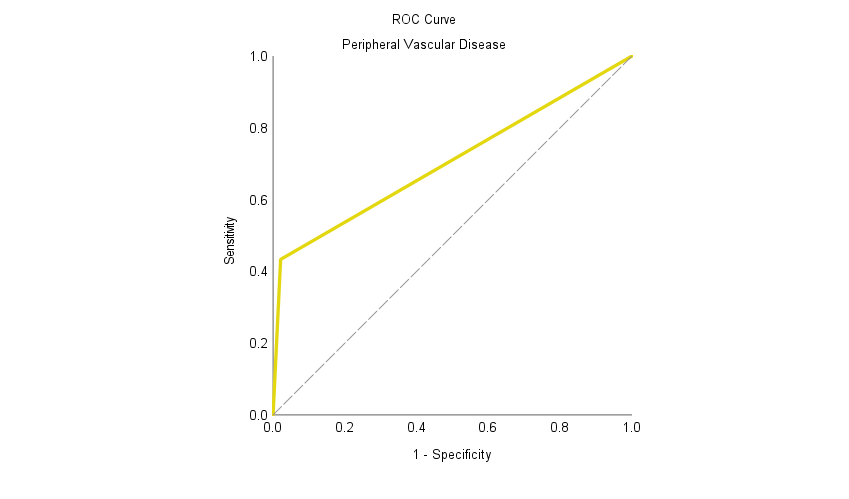 ROC Curve
Peripheral Vascular Disease
1.0
0.8
0.6
0.4
0.2
0.0
Sensitivity
0.0 0.2 0.4 0.6 0.8 1.0
1 - Specificity